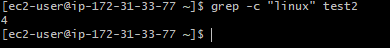 [ec2-user@ip-172-31-33-77 ~]$ grep -c "linux" test2
4
[ec2-user@ip-172-31-33-77 ~]$